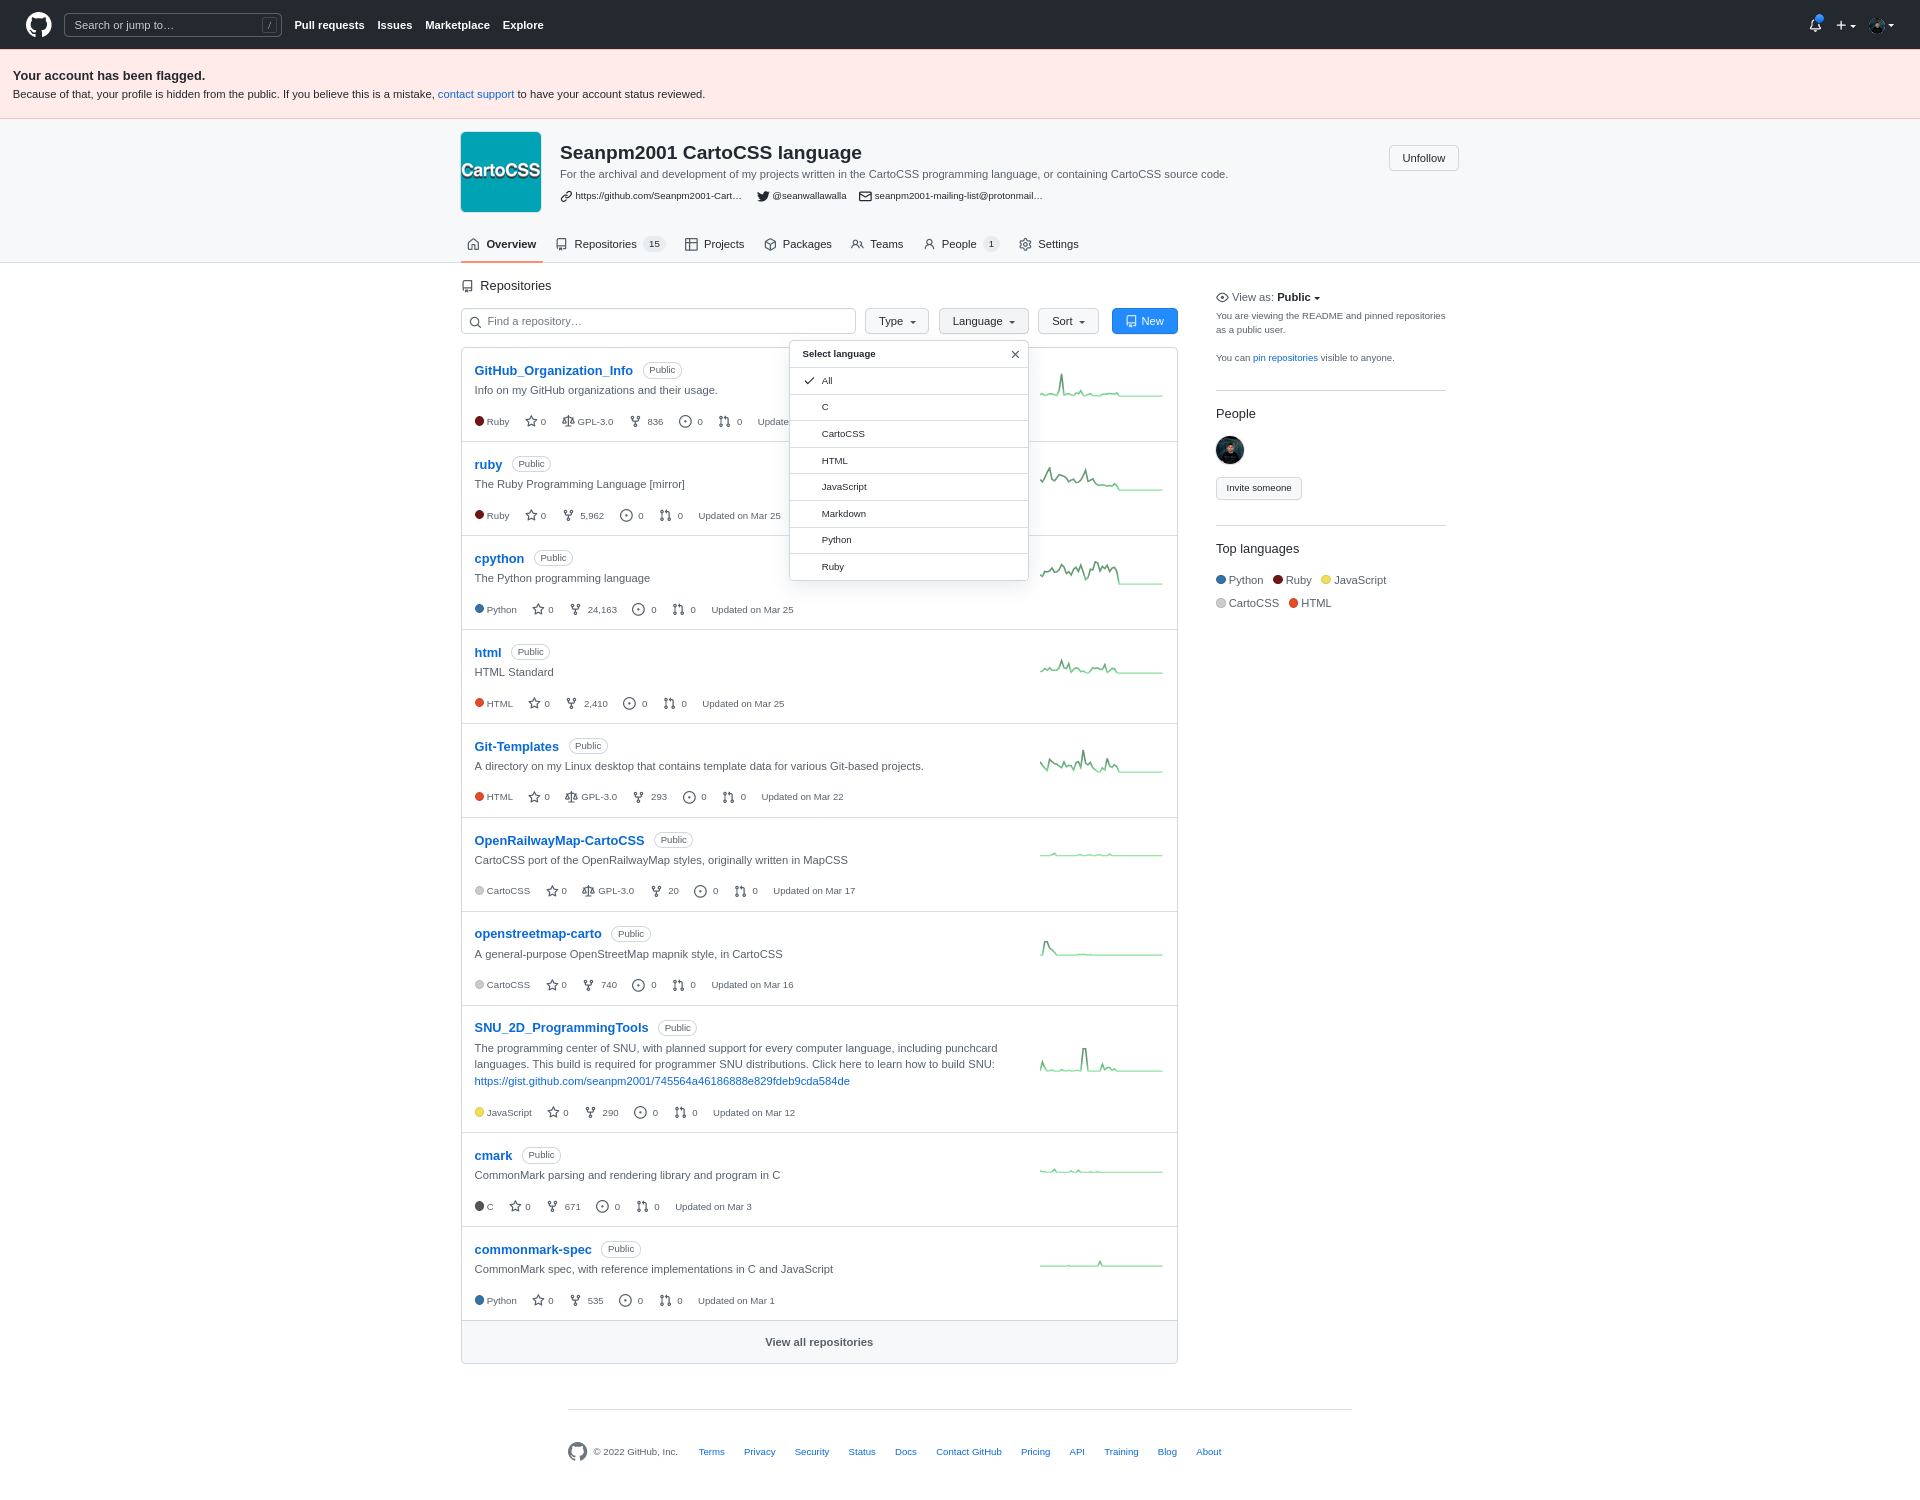 Search or jump to… /
Pull requests Issues Marketplace Explore
Your account has been flagged.
Because of that, your profile is hidden from the public. If you believe this is a mistake, contact support to have your account status reviewed.
CartoCSS
Seanpm2001 CartoCSS language
Unfollow
For the archival and development of my projects written in the CartoCSS programming language, or containing CartoCSS source code.
https://github.com/Seanpm2001-Cart… @seanwallawalla seanpm2001-mailing-list@protonmail…
Overview Repositories 15 Projects Packages Teams People 1 Settings
Repositories
Find a repository… Type Language Sort New
Select language
All
C
CartoCSS
HTML
JavaScript
Markdown
Python
Ruby
GitHub_Organization_Info Public
Info on my GitHub organizations and their usage.
Ruby 0 GPL-3.0 836 0 0 Update
ruby Public
The Ruby Programming Language [mirror]
Ruby 0 5,962 0 0 Updated on Mar 25
cpython Public
The Python programming language
Python 0 24,163 0 0 Updated on Mar 25
html Public
HTML Standard
HTML 0 2,410 0 0 Updated on Mar 25
Git-Templates Public
A directory on my Linux desktop that contains template data for various Git-based projects.
HTML 0 GPL-3.0 293 0 0 Updated on Mar 22
OpenRailwayMap-CartoCSS Public
CartoCSS port of the OpenRailwayMap styles, originally written in MapCSS
CartoCSS 0 GPL-3.0 20 0 0 Updated on Mar 17
openstreetmap-carto Public
A general-purpose OpenStreetMap mapnik style, in CartoCSS
CartoCSS 0 740 0 0 Updated on Mar 16
SNU_2D_ProgrammingTools Public
The programming center of SNU, with planned support for every computer language, including punchcard
languages. This build is required for programmer SNU distributions. Click here to learn how to build SNU:
https://gist.github.com/seanpm2001/745564a46186888e829fdeb9cda584de
JavaScript 0 290 0 0 Updated on Mar 12
cmark Public
CommonMark parsing and rendering library and program in C
C 0 671 0 0 Updated on Mar 3
commonmark-spec Public
CommonMark spec, with reference implementations in C and JavaScript
Python 0 535 0 0 Updated on Mar 1
View all repositories
View as: Public
You are viewing the README and pinned repositories
as a public user.
You can pin repositories visible to anyone.
People
Invite someone
Top languages
Python Ruby JavaScript
CartoCSS HTML
© 2022 GitHub, Inc. Terms Privacy Security Status Docs Contact GitHub Pricing API Training Blog About